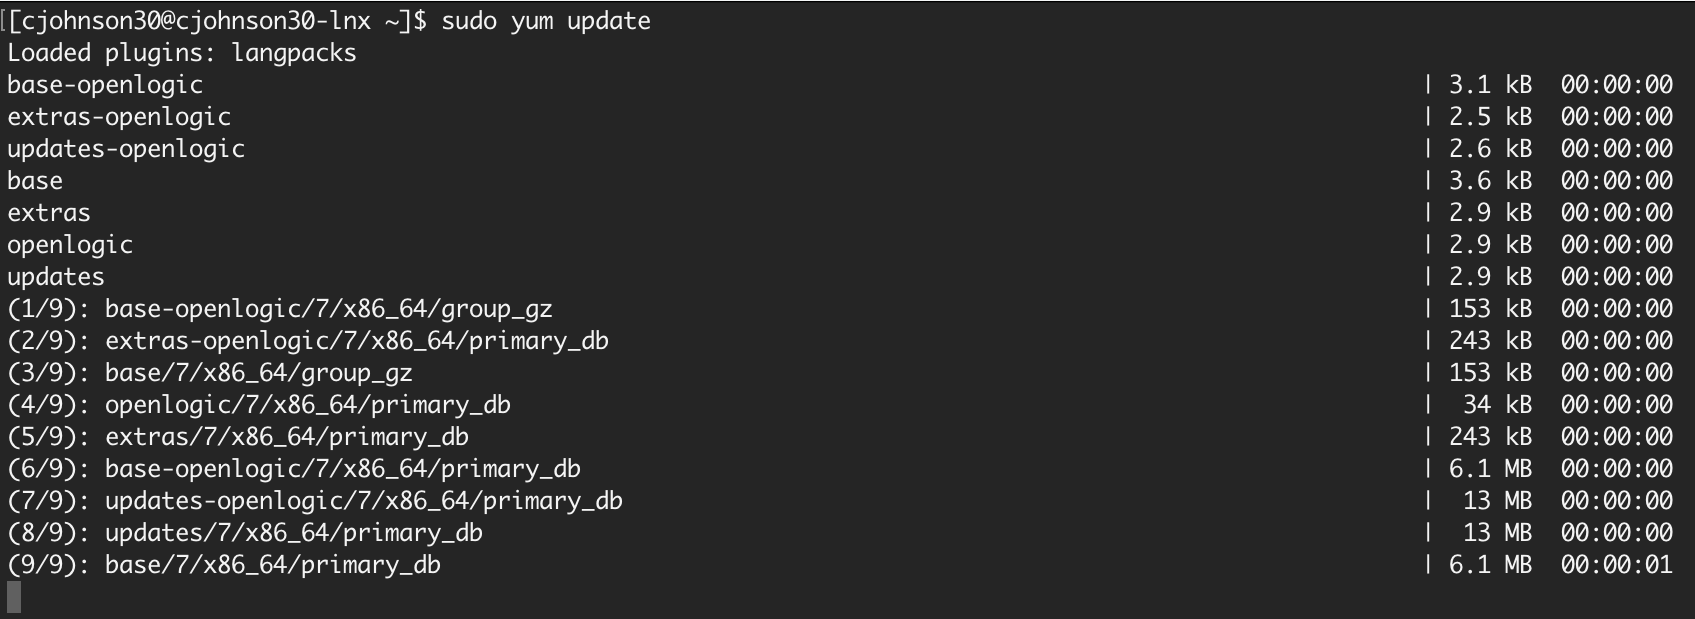 [[cjohnson30@cjohnson30-lnx ~]$ sudo yum update
Loaded plugins: langpacks
base-openlogic | 3.1 kB 00:00:00
extras-openlogic | 2.5 kB 00:00:00
updates-openlogic | 2.6 kB 00:00:00
base | 3.6 kB 00:00:00
extras | 2.9 kB 00:00:00
openlogic | 2.9 kB 00:00:00
updates | 2.9 kB 00:00:00
(1/9): base-openlogic/7/x86_64/group_gz | 153 kB 00:00:00
(2/9): extras-openlogic/7/x86_64/primary_db | 243 kB 00:00:00
(3/9): base/7/x86_64/group_gz | 153 kB 00:00:00
(4/9): openlogic/7/x86_64/primary_db | 34 kB 00:00:00
(5/9): extras/7/x86_64/primary_db | 243 kB 00:00:00
(6/9): base-openlogic/7/x86_64/primary_db | 6.1 MB 00:00:00
(7/9): updates-openlogic/7/x86_64/primary_db | 13 MB 00:00:00
(8/9): updates/7/x86_64/primary_db | 13 MB 00:00:00
(9/9): base/7/x86_64/primary_db | 6.1 MB 00:00:01